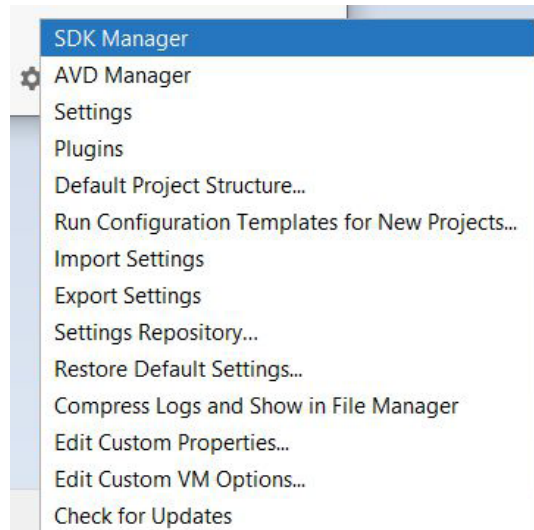 SDK Manager
AVD Manager
Settings
Plugins
Default Project Structure...
Run Configuration Templates for New Projects...
Import Settings
Export Settings
Settings Repository...
Restore Default Settings...
Compress Logs and Show in File Manager
Edit Custom Properties...
Edit Custom VM Options...
Check for Updates